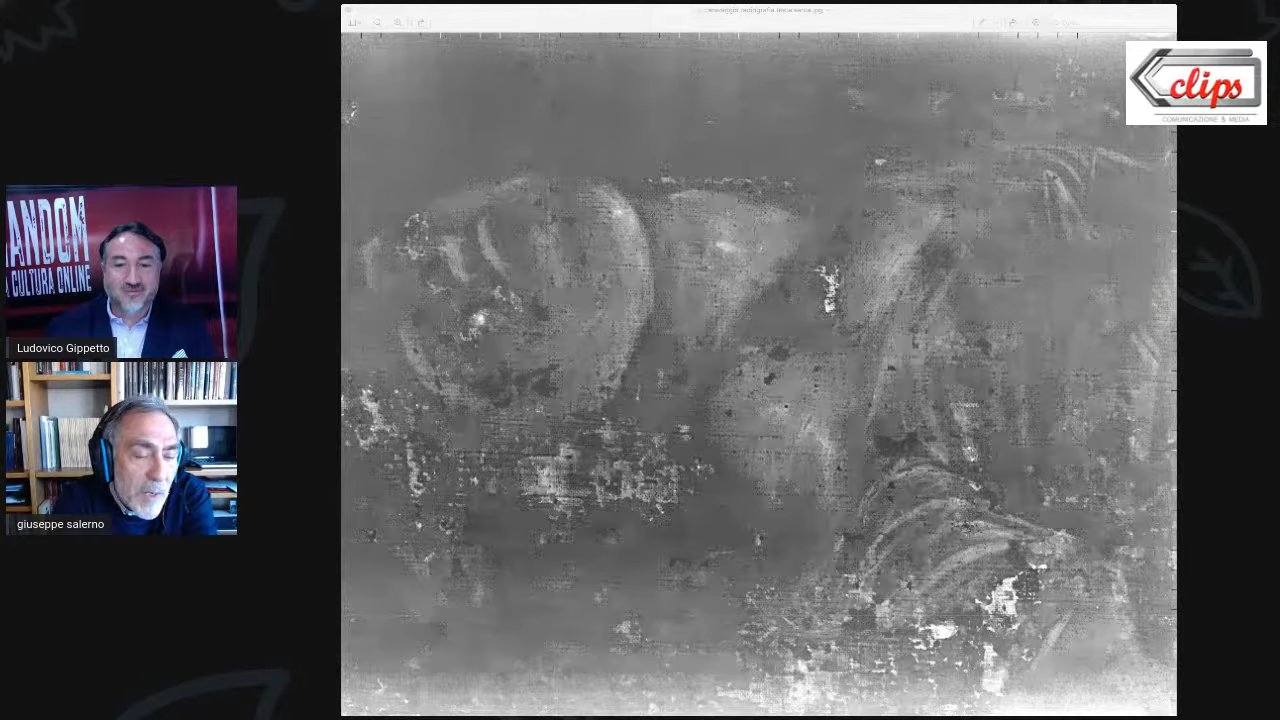 clips
COMUNICAZIONE & MEDIA
ANDOM
CULTURA ONLINE
Ludovico Gippetto
giuseppe salerno